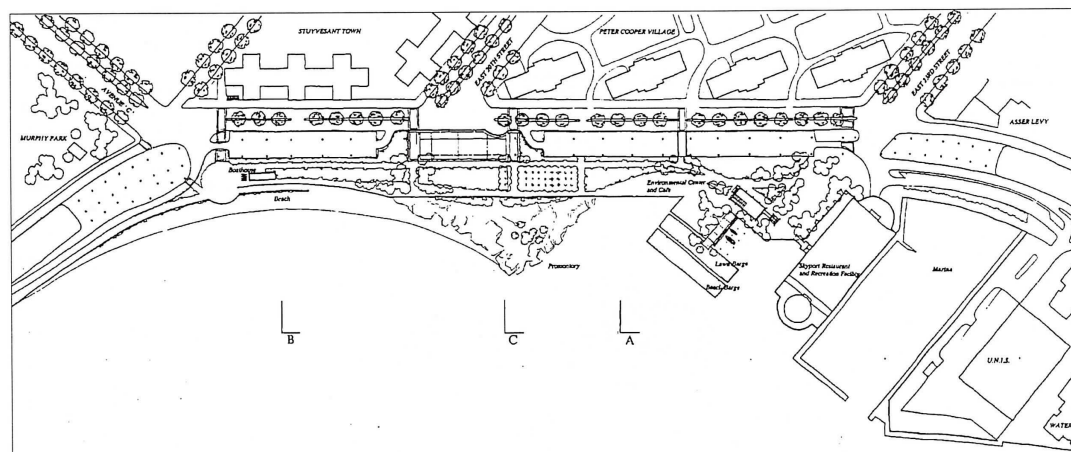 STUYVESANT TOWN
PETER COOPER VILLAGE
AVENUE C
EAST 20TH STREET
EAST 23RD STREET
ASSER LEVY
MURPHY PARK
Boathouse
Beach
Environmental Center
and Cafe
Promontory
Lawn Barge
Beach Barge
Skyport Restaurant
and Recreation Facility
Marina
B
C
A
U.N.I.S.
WATER